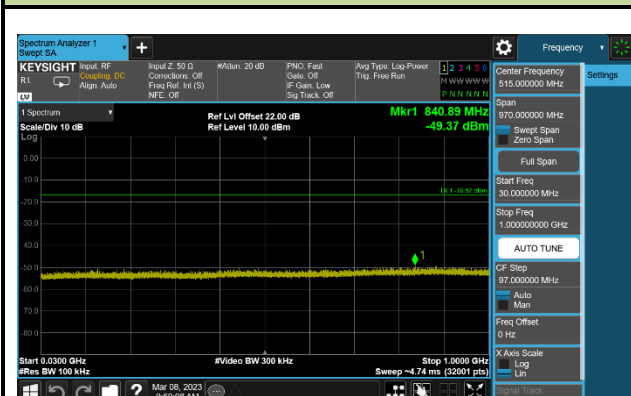 Spectrum Analyzer 1
Swept SA
Frequency
KEYSIGHT
RL
Input: RF
Coupling: DC
Align: Auto
Input Z: 50 Ω
Corrections: Off
Freq Ref: Int (S)
NFE: Off
#Atten: 20 dB
PNO: Fast
Gate: Off
IF Gain: Low
Sig Track: Off
Avg Type: Log-Power
Trig: Free Run
1 2 3 4 5 6
M W W W W W
P N N N N N
LXI
1 Spectrum
Scale/Div 10 dB
Log
Ref Lvl Offset 22.00 dB
Ref Level 10.00 dBm
Mkr1 840.89 MHz
-49.37 dBm
0.00
-10.0
DL1 -16.92 dBm
-20.0
-30.0
-40.0
1
-50.0
-60.0
-70.0
-80.0
Start 0.0300 GHz
#Res BW 100 kHz
#Video BW 300 kHz
Stop 1.0000 GHz
Sweep ~4.74 ms (32001 pts)
?
Mar 08, 2023
Center Frequency
515.000000 MHz
Settings
Span
970.000000 MHz
Swept Span
Zero Span
Full Span
Start Freq
30.000000 MHz
Stop Freq
1.000000000 GHz
AUTO TUNE
CF Step
97.000000 MHz
Auto
Man
Freq Offset
0 Hz
X Axis Scale
Log
Lin
Signal Track